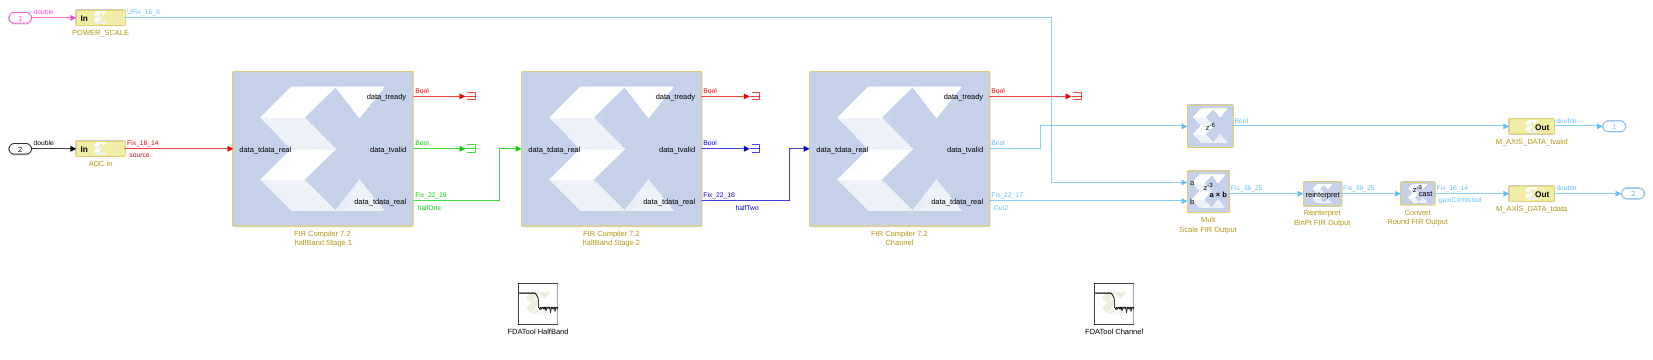 1
double
In
UFix_16_8
POWER_SCALE
data_tready
Bool
data_tready
Bool
data_tready
Bool
2
double
In
Fix_16_14
source
ADC in
data_tdata_real
data_tvalid
Bool
data_tdata_real
data_tvalid
Bool
data_tdata_real
data_tvalid
Bool
z-6
Bool
Out
double
1
M_AXIS_DATA_tvalid
data_tdata_real
Fix_22_19
halfOne
data_tdata_real
Fix_22_18
halfTwo
data_tdata_real
Fix_22_17
Out2
a
b
z-3
a × b
Fix_38_25
reinterpret
Fix_38_26
z-3
cast
Fix_16_14
gainCorrected
Out
double
2
M_AXIS_DATA_tdata
FIR Compiler 7.2
halfBand Stage 1
FIR Compiler 7.2
halfBand Stage 2
FIR Compiler 7.2
Channel
Mult
Scale FIR Output
Reinterpret
BinPt FIR Output
Convert
Round FIR Output
FDATool HalfBand
FDATool Channel